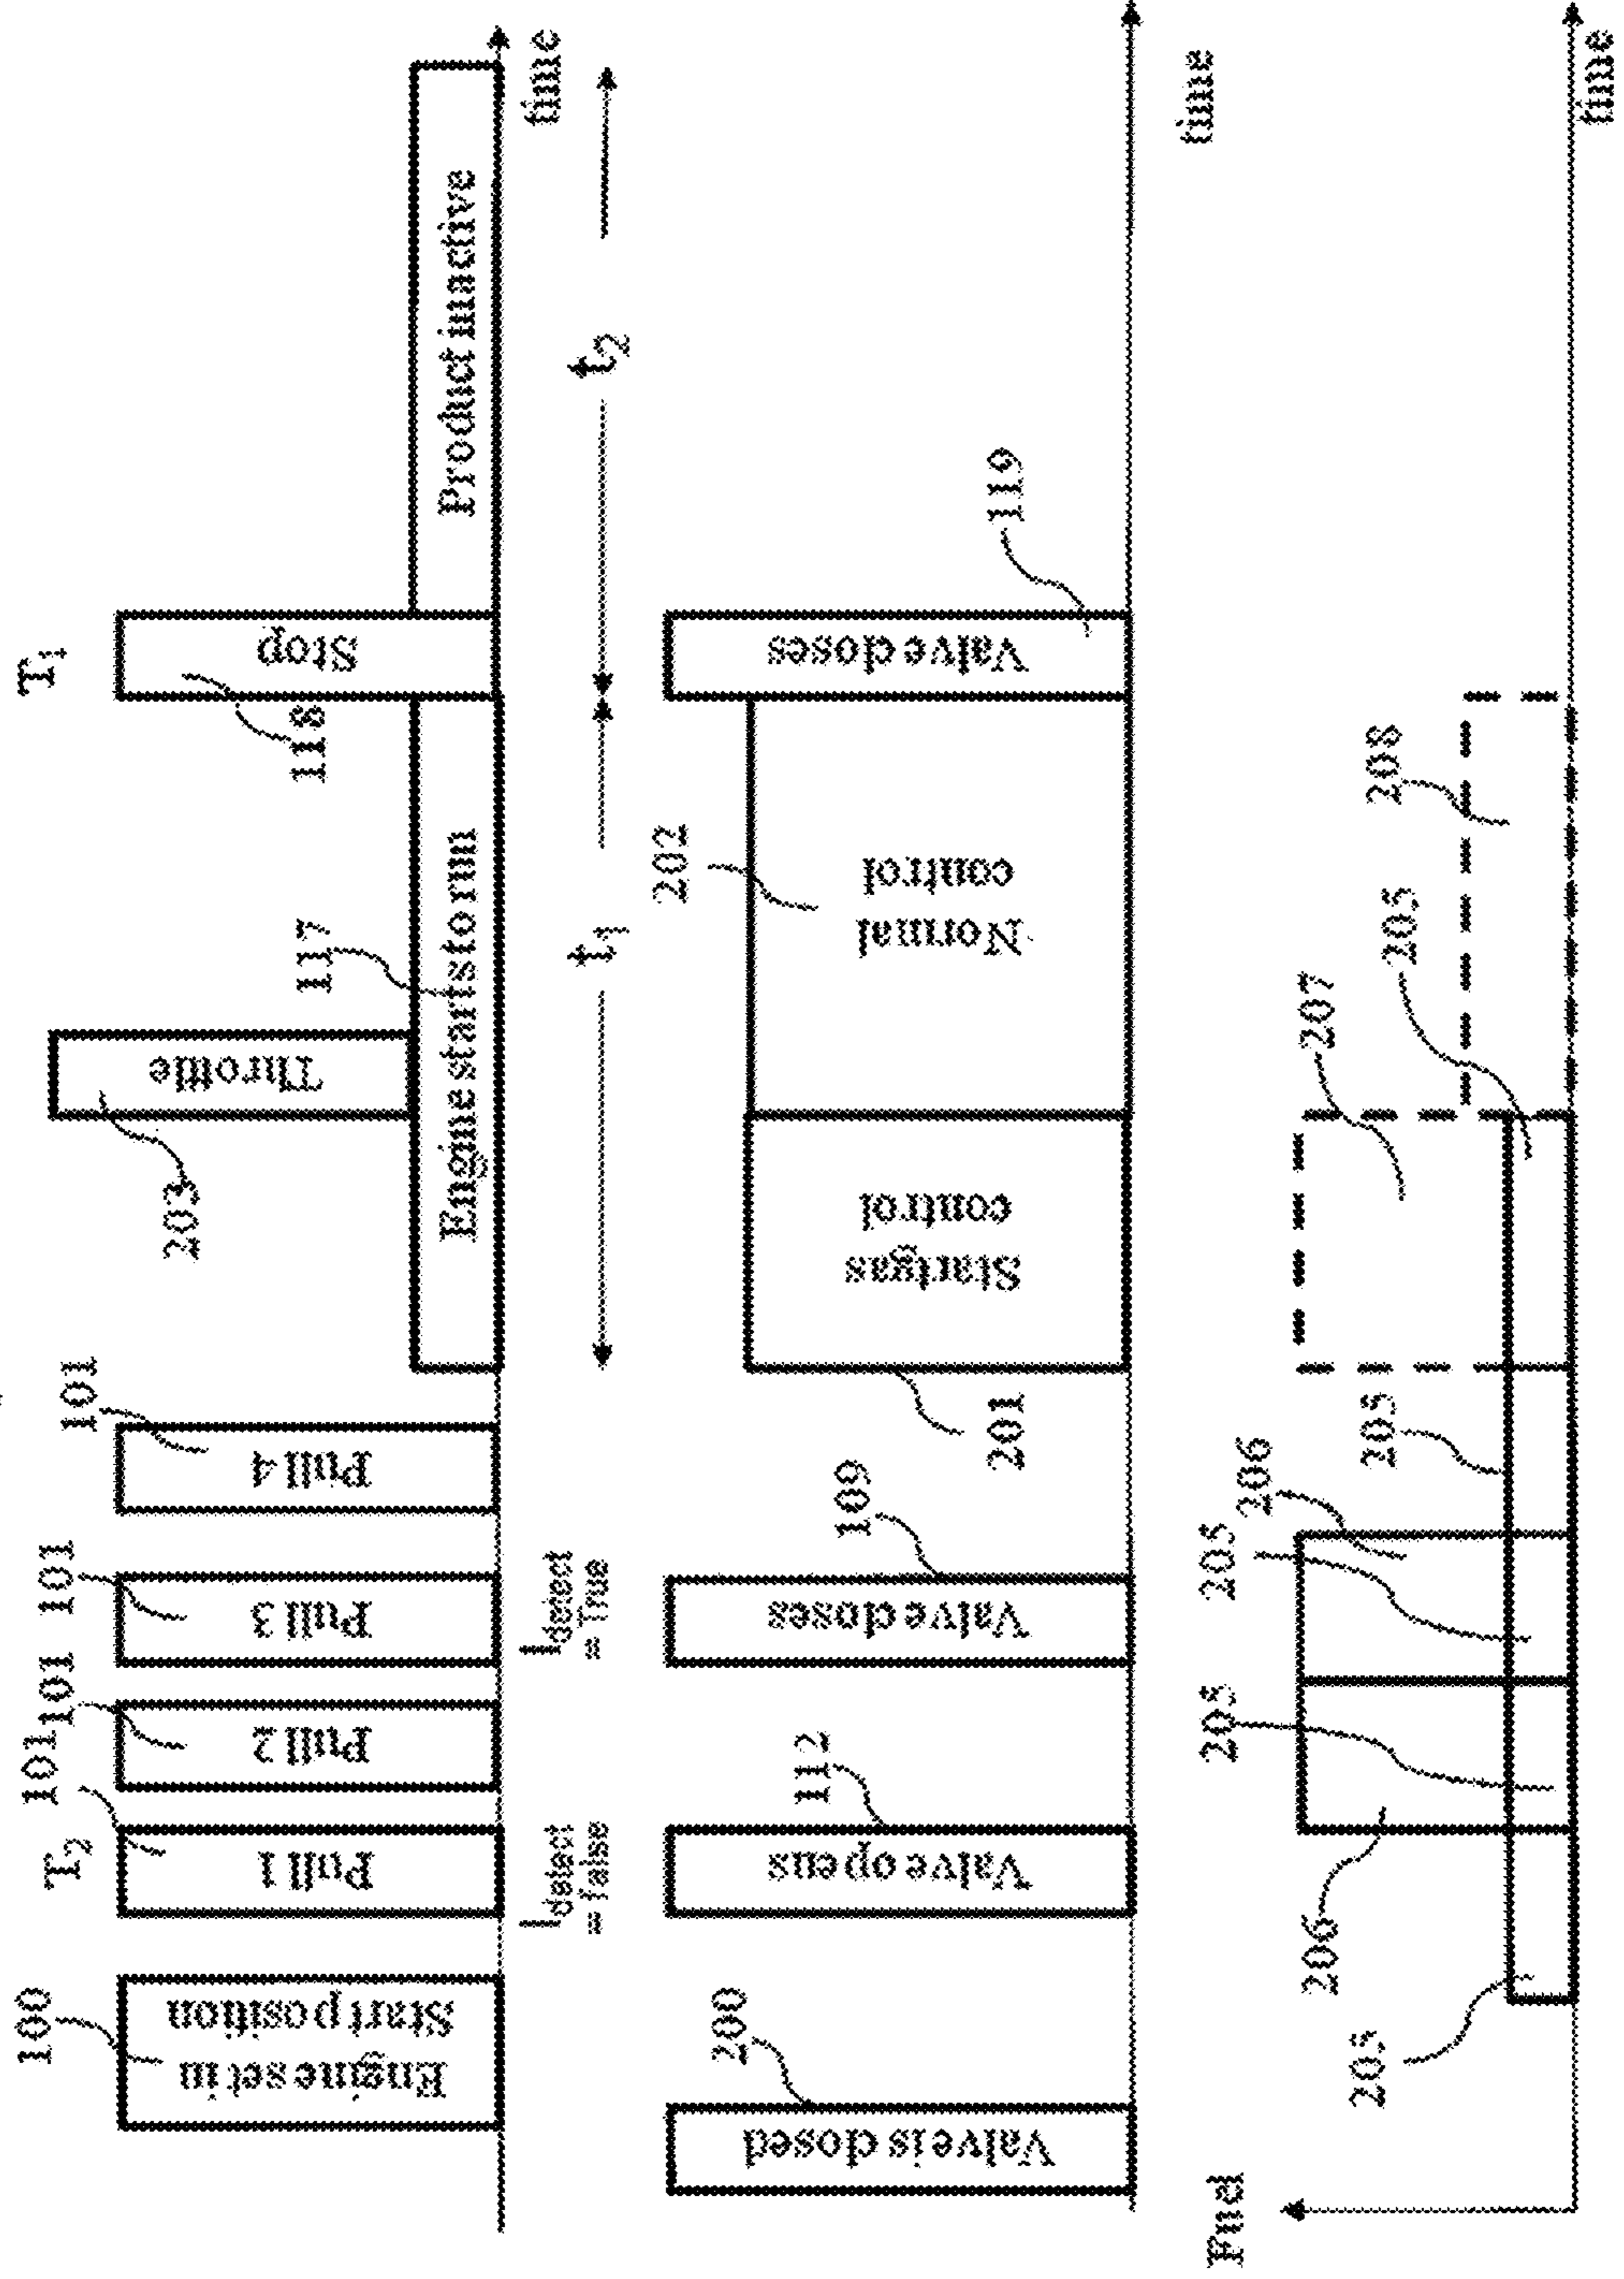 T1
T2
100
101
101
101
101
203
117
118
Engine set in
Start position
Pull 1
Pull 2
Pull 3
Pull 4
Throttle
Engine starts to run
Stop
Product inactive
time
Idetect
= false
Idetect
= True
t1
t2
200
112
109
201
202
119
Valve is closed
Valve opens
Valve closes
Startgas
control
Normal
control
Valve closes
time
Fuel
205
206
205
205
206
205
207
205
208
time